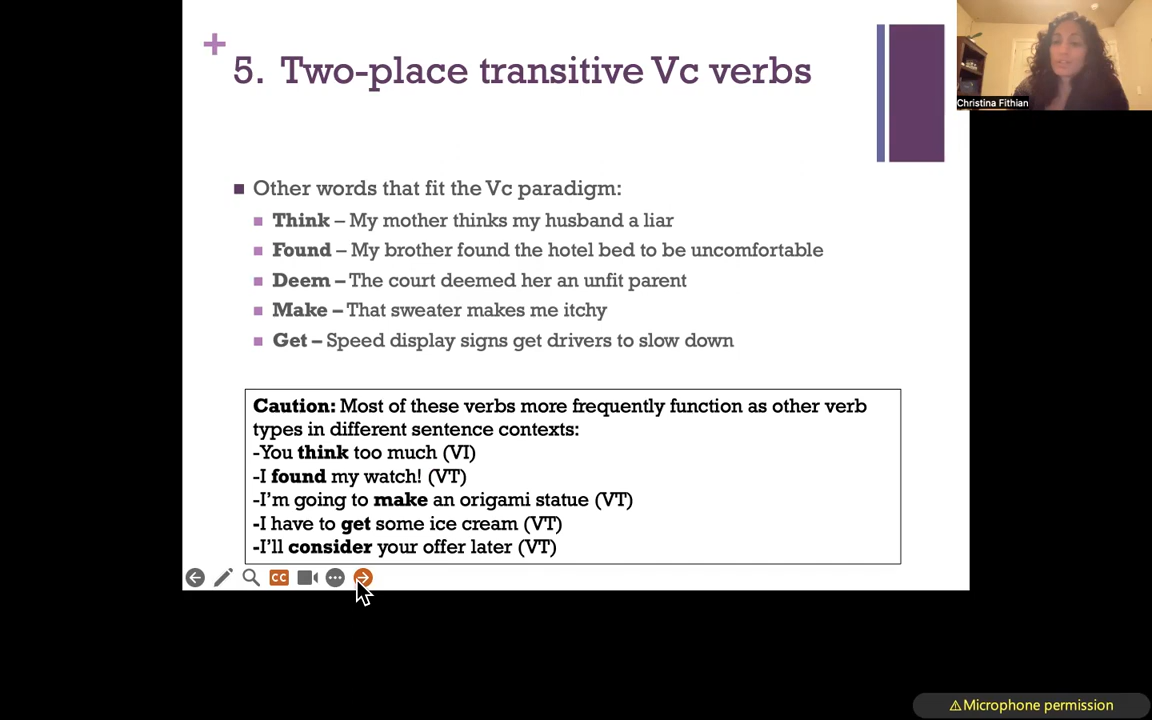 +
5. Two-place transitive Vc verbs
Christina Fithian
Other words that fit the Vc paradigm:
Think – My mother thinks my husband a liar
Found – My brother found the hotel bed to be uncomfortable
Deem – The court deemed her an unfit parent
Make – That sweater makes me itchy
Get – Speed display signs get drivers to slow down
Caution: Most of these verbs more frequently function as other verb
types in different sentence contexts:
-You think too much (VI)
-I found my watch! (VT)
-I'm going to make an origami statue (VT)
-I have to get some ice cream (VT)
-I'll consider your offer later (VT)
CC
⚠Microphone permission